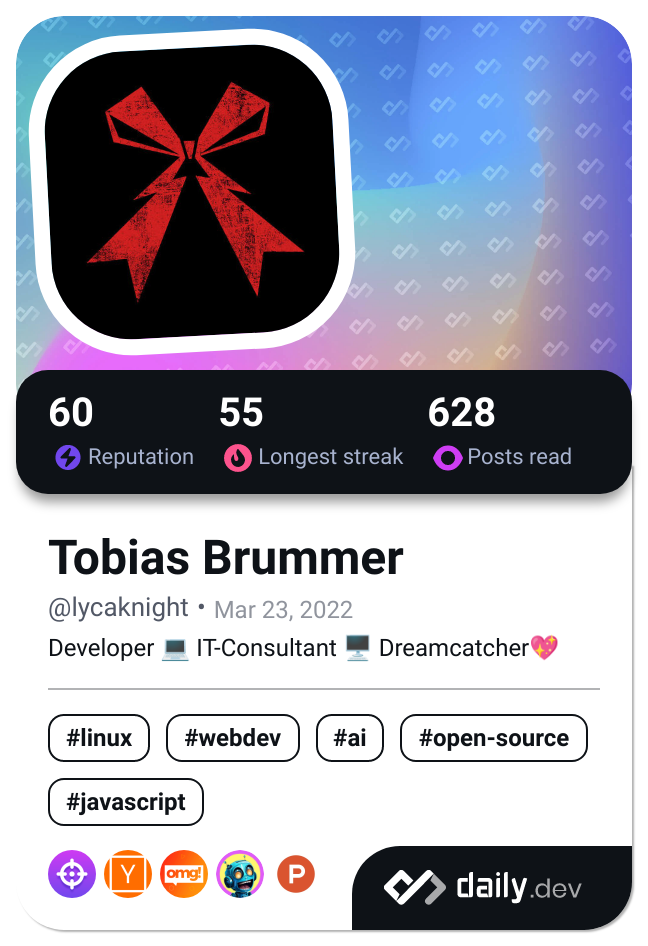 60 55 628
Reputation Longest streak Posts read
Tobias Brummer
@lycaknight • Mar 23, 2022
Developer 💻 IT-Consultant 🖥️ Dreamcatcher💖
#linux #webdev #ai #open-source
#javascript
Y omg! P
daily.dev